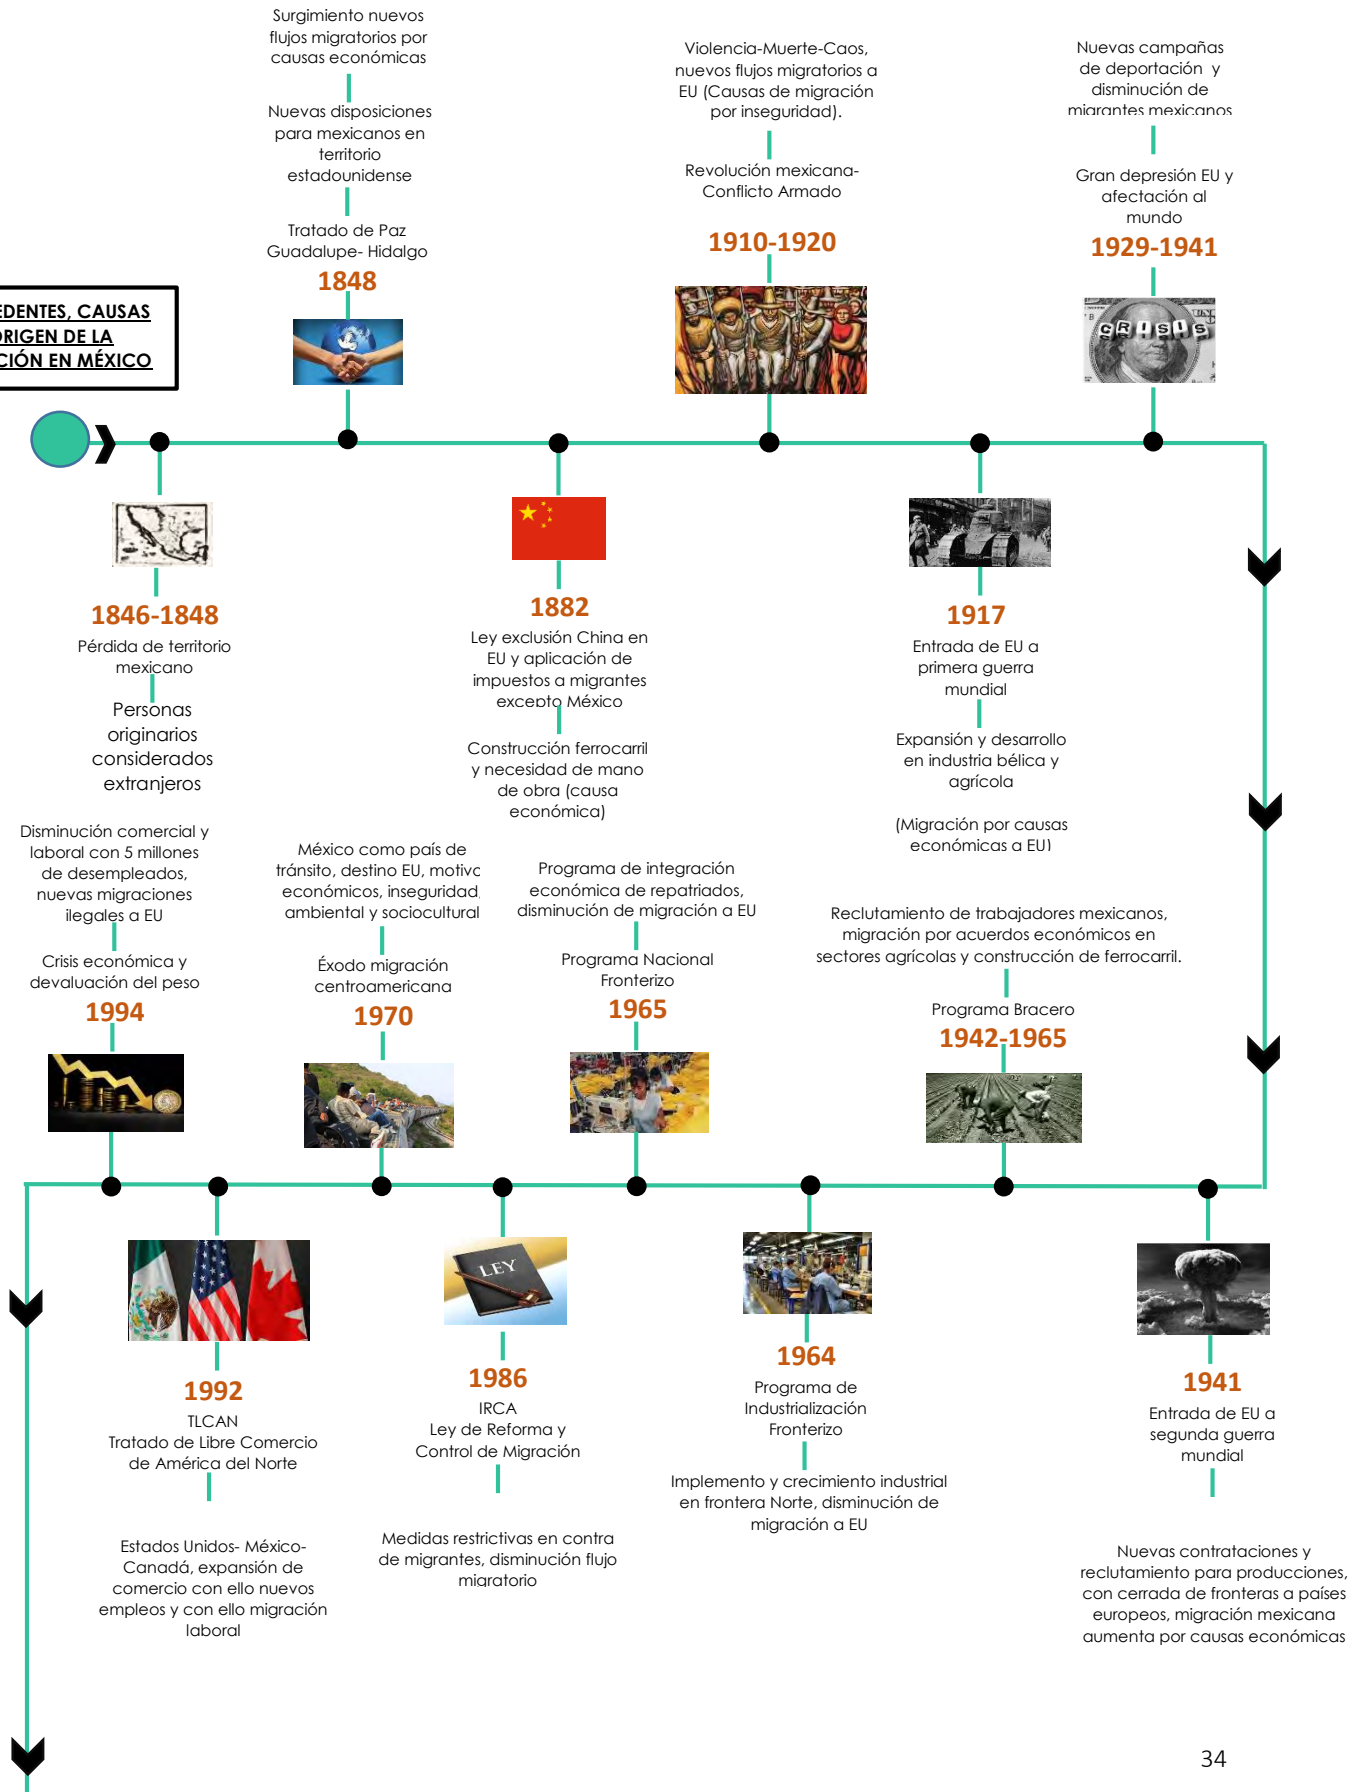 Surgimiento nuevos
flujos migratorios por
causas económicas
Nuevas disposiciones
para mexicanos en
territorio
estadounidense
Tratado de Paz
Guadalupe- Hidalgo
1848
Violencia-Muerte-Caos,
nuevos flujos migratorios a
EU (Causas de migración
por inseguridad).
Revolución mexicana-
Conflicto Armado
1910-1920
Nuevas campañas
de deportación y
disminución de
migrantes mexicanos
Gran depresión EU y
afectación al
mundo
1929-1941
CRISIS
EDENTES, CAUSAS
ORIGEN DE LA
CIÓN EN MÉXICO
1846-1848
Pérdida de territorio
mexicano
Personas
originarios
considerados
extranjeros
1882
Ley exclusión China en
EU y aplicación de
impuestos a migrantes
excepto México
Construcción ferrocarril
y necesidad de mano
de obra (causa
económica)
1917
Entrada de EU a
primera guerra
mundial
Expansión y desarrollo
en industria bélica y
agrícola
(Migración por causas
económicas a EU)
Disminución comercial y
laboral con 5 millones
de desempleados,
nuevas migraciones
ilegales a EU
Crisis económica y
devaluación del peso
1994
México como país de
tránsito, destino EU, motivo
económicos, inseguridad,
ambiental y sociocultural
Éxodo migración
centroamericana
1970
Programa de integración
económica de repatriados,
disminución de migración a EU
Programa Nacional
Fronterizo
1965
Reclutamiento de trabajadores mexicanos,
migración por acuerdos económicos en
sectores agrícolas y construcción de ferrocarril.
Programa Bracero
1942-1965
1992
TLCAN
Tratado de Libre Comercio
de América del Norte
Estados Unidos- México-
Canadá, expansión de
comercio con ello nuevos
empleos y con ello migración
laboral
LEY
1986
IRCA
Ley de Reforma y
Control de Migración
Medidas restrictivas en contra
de migrantes, disminución flujo
migratorio
1964
Programa de
Industrialización
Fronterizo
Implemento y crecimiento industrial
en frontera Norte, disminución de
migración a EU
1941
Entrada de EU a
segunda guerra
mundial
Nuevas contrataciones y
reclutamiento para producciones,
con cerrada de fronteras a países
europeos, migración mexicana
aumenta por causas económicas
34